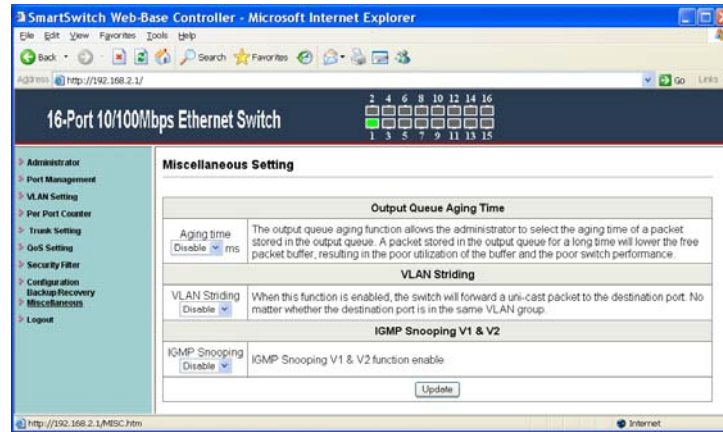 SmartSwitch Web-Base Controller - Microsoft Internet Explorer
File Edit View Favorites Tools Help
Back Search Favorites
Address http://192.168.2.1/ Go Links
16-Port 10/100Mbps Ethernet Switch
2 4 6 8 10 12 14 16
1 3 5 7 9 11 13 15
Administrator
Port Management
VLAN Setting
Per Port Counter
Trunk Setting
QoS Setting
Security Filter
Configuration
Backup/Recovery
Miscellaneous
Logout
Miscellaneous Setting
Output Queue Aging Time
Aging time
Disable ms
The output queue aging function allows the administrator to select the aging time of a packet
stored in the output queue. A packet stored in the output queue for a long time will lower the free
packet buffer, resulting in the poor utilization of the buffer and the poor switch performance.
VLAN Striding
VLAN Striding
Disable
When this function is enabled, the switch will forward a uni-cast packet to the destination port. No
matter whether the destination port is in the same VLAN group.
IGMP Snooping V1 & V2
IGMP Snooping
Disable
IGMP Snooping V1 & V2 function enable
Update
http://192.168.2.1/MISC.htm
Internet